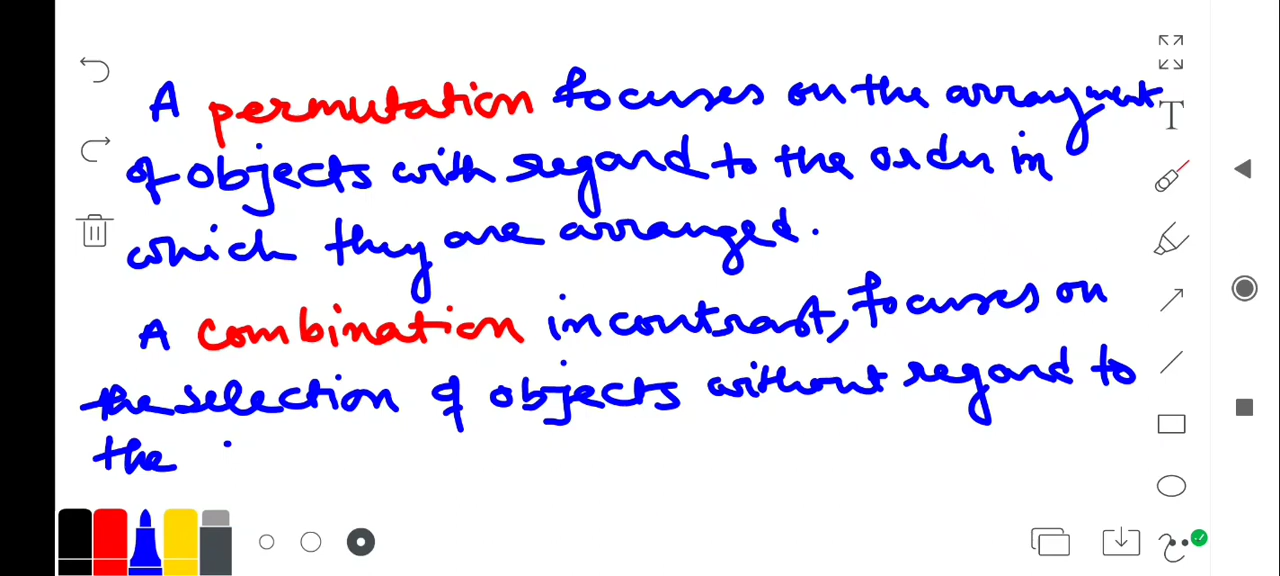 A permutation focuses on the arrangment
of objects with regard to the order in
which they are arranged.
A combination in contrast, focuses on
the selection of objects without regard to
the
T